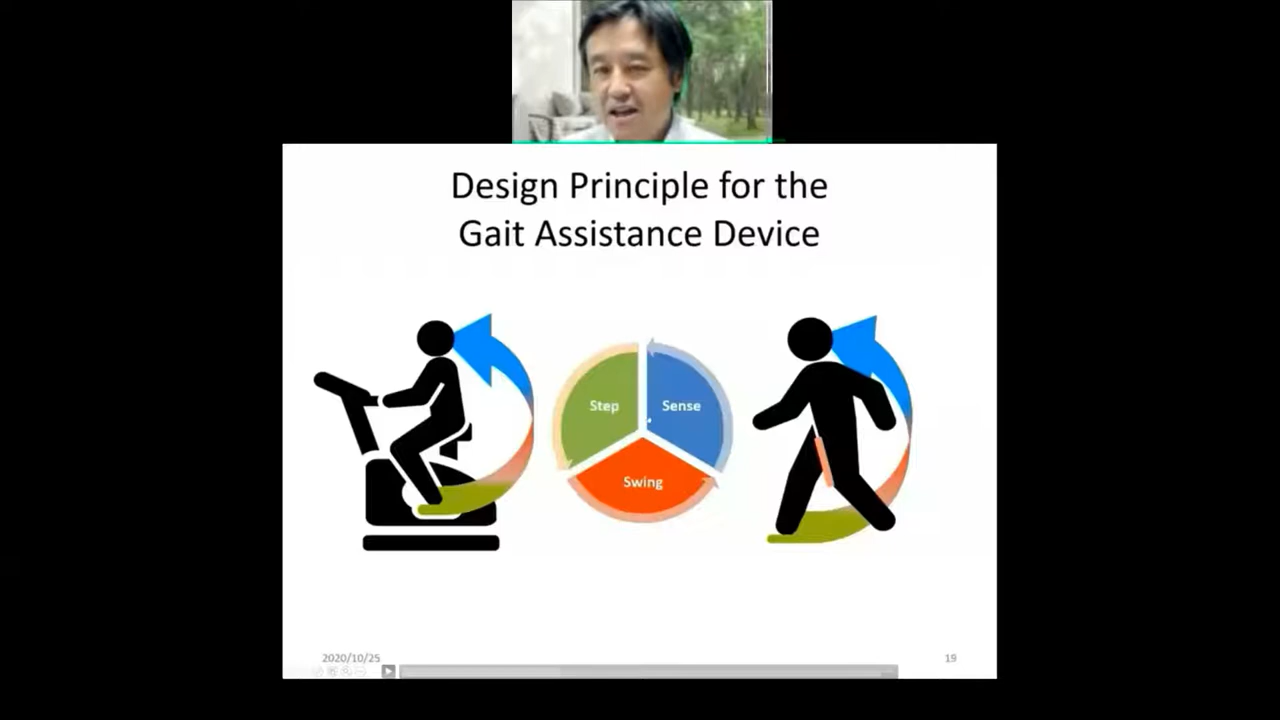 Design Principle for the
Gait Assistance Device
Step
Sense
Swing
2020/10/25
19